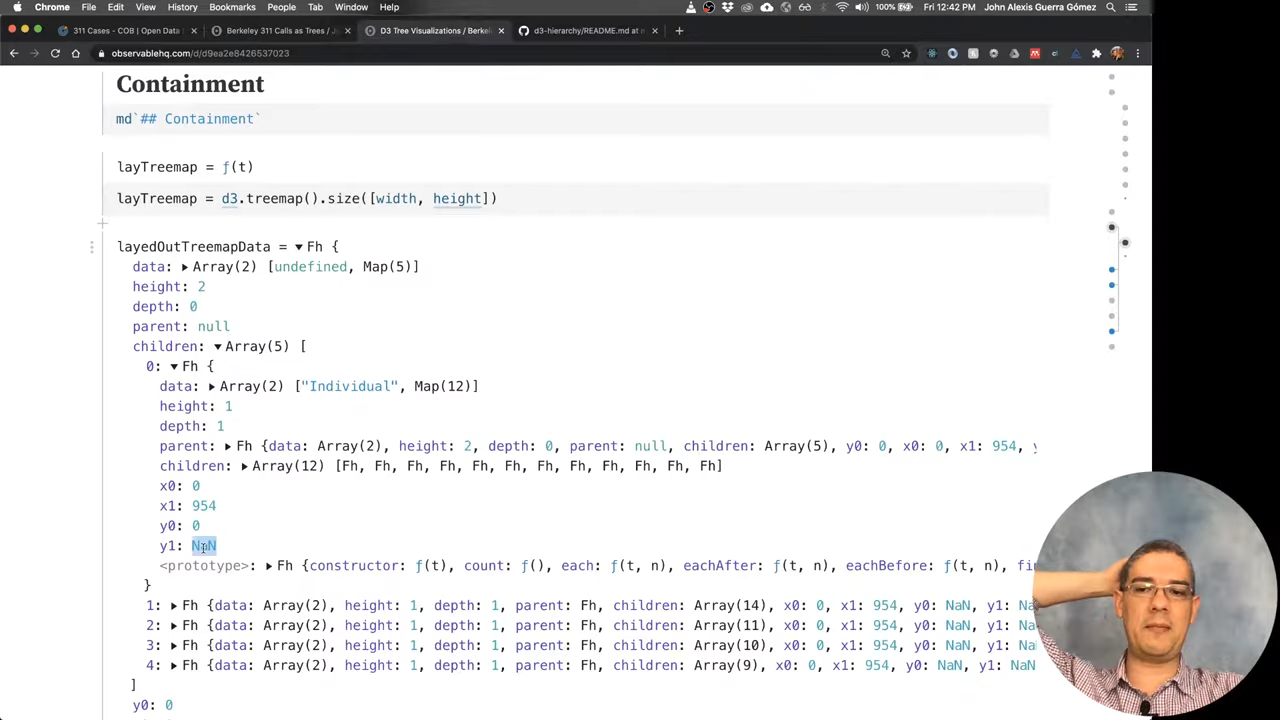 Chrome File Edit View History Bookmarks People Tab Window Help 100% Fri 12:42 PM John Alexis Guerra Gómez
311 Cases - COB | Open Data Berkeley 311 Calls as Trees / D3 Tree Visualizations / Berkele d3-hierarchy/README.md at
observablehq.com/d/d9ea2e8426537023
Containment
md`## Containment`
layTreemap = ƒ(t)
layTreemap = d3.treemap().size([width, height])
layedOutTreemapData = ▼Fh {
data: ▶Array(2) [undefined, Map(5)]
height: 2
depth: 0
parent: null
children: ▼Array(5) [
0: ▼Fh {
data: ▶Array(2) ["Individual", Map(12)]
height: 1
depth: 1
parent: ▶Fh {data: Array(2), height: 2, depth: 0, parent: null, children: Array(5), y0: 0, x0: 0, x1: 954,
children: ▶Array(12) [Fh, Fh, Fh, Fh, Fh, Fh, Fh, Fh, Fh, Fh, Fh, Fh]
x0: 0
x1: 954
y0: 0
y1: NaN
<prototype>: ▶Fh {constructor: ƒ(t), count: ƒ(), each: ƒ(t, n), eachAfter: ƒ(t, n), eachBefore: ƒ(t, n),
}
1: ▶Fh {data: Array(2), height: 1, depth: 1, parent: Fh, children: Array(14), x0: 0, x1: 954, y0: NaN, y1:
2: ▶Fh {data: Array(2), height: 1, depth: 1, parent: Fh, children: Array(11), x0: 0, x1: 954, y0: NaN, y1:
3: ▶Fh {data: Array(2), height: 1, depth: 1, parent: Fh, children: Array(10), x0: 0, x1: 954, y0: NaN, y1:
4: ▶Fh {data: Array(2), height: 1, depth: 1, parent: Fh, children: Array(9), x0: 0, x1: 954, y0: NaN, y1: NaN
]
y0: 0